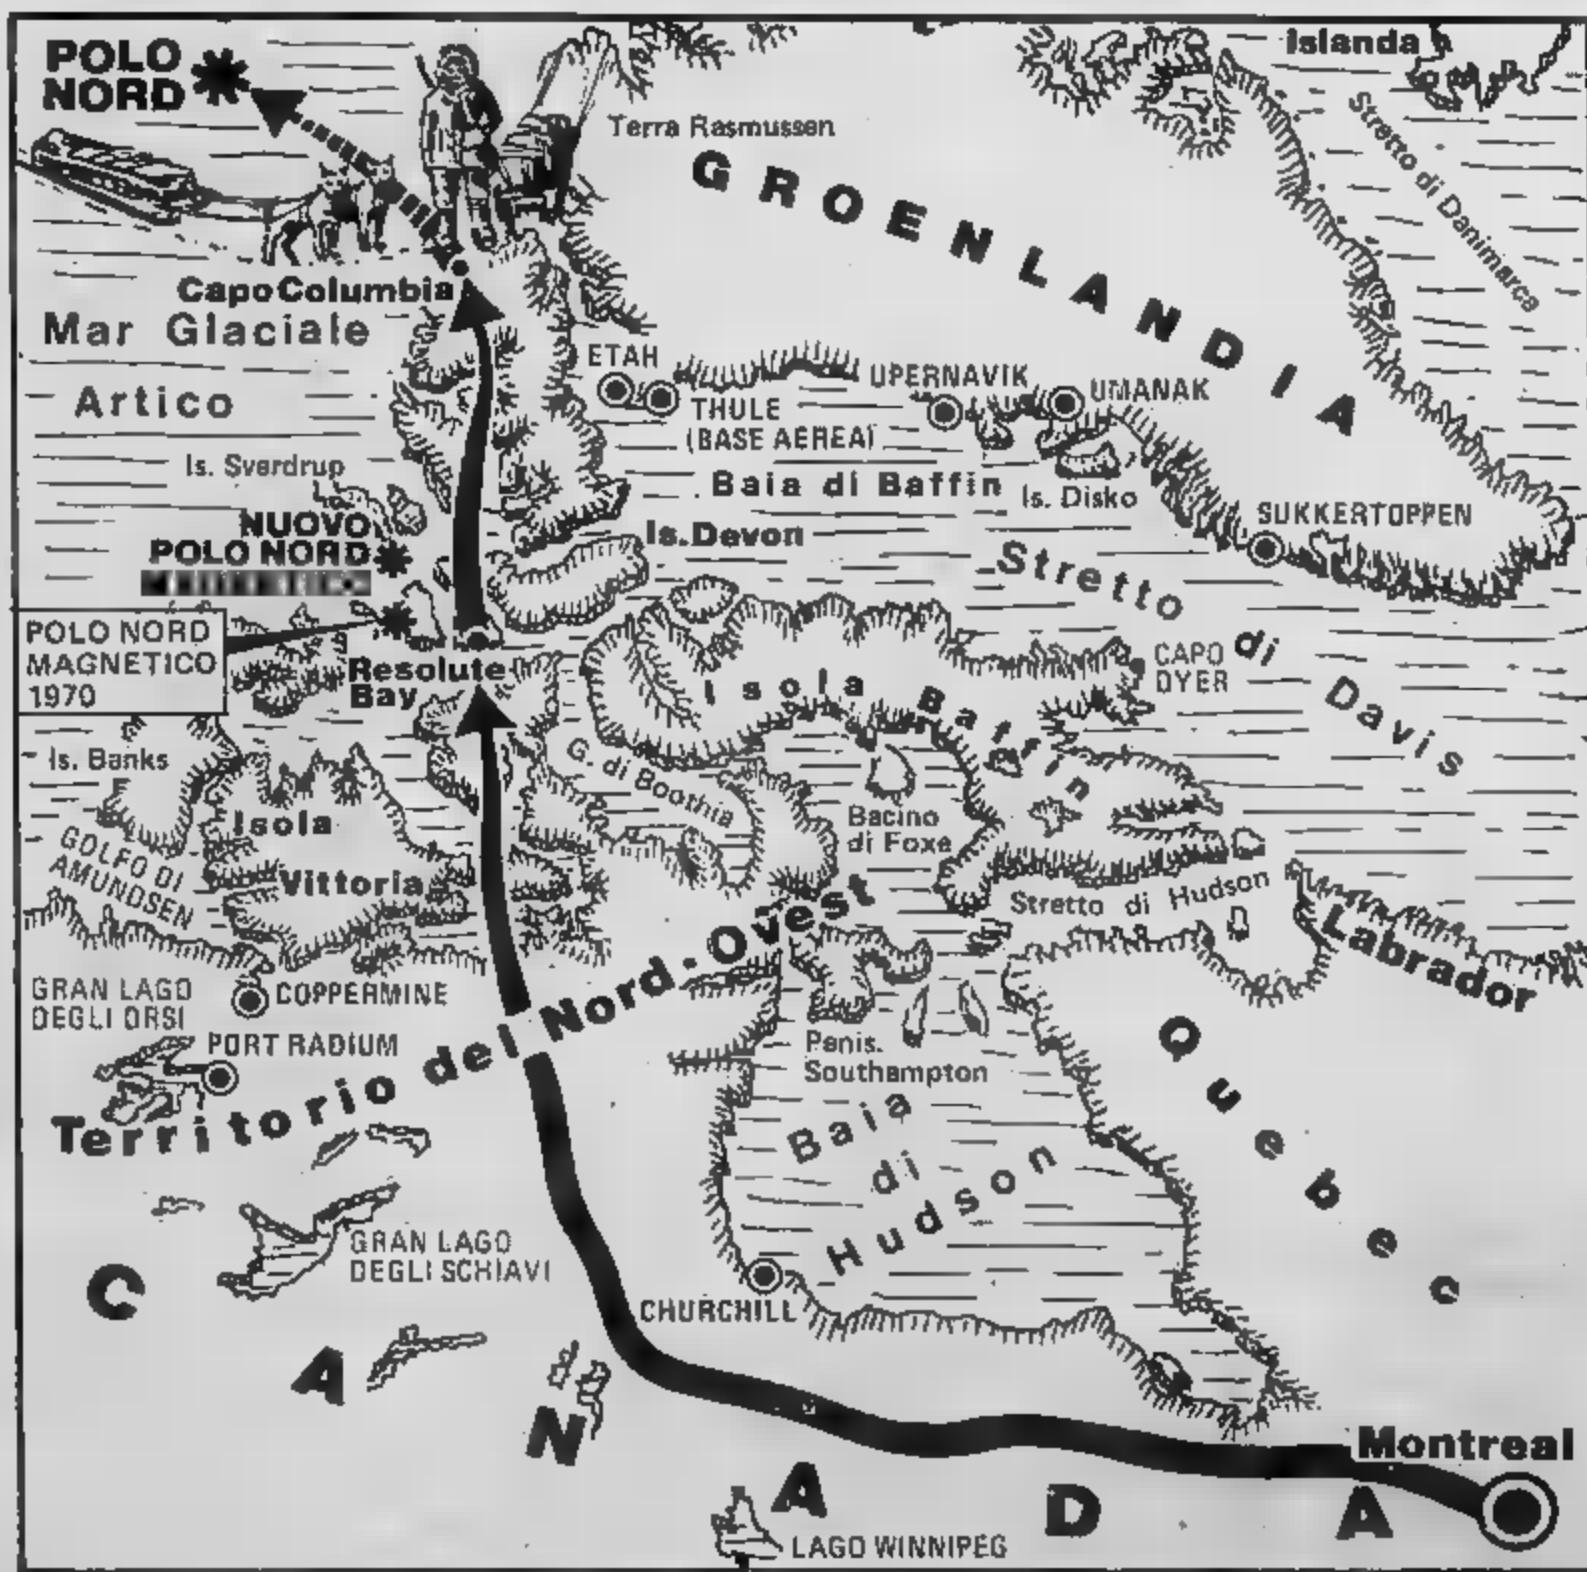 POLO
NORD
Islanda
Terra Rasmussen
GROENLANDIA
Stretto di Danimarca
Capo Columbia
Mar Glaciale
Artico
ETAH
THULE
(BASE AEREA)
UPERNAVIK
UMANAK
Is. Sverdrup
Baia di Baffin
Is. Disko
NUOVO
POLO NORD
Is. Devon
SUKKERTOPPEN
Stretto di Davis
POLO NORD
MAGNETICO
1970
Resolute
Bay
Isola Baffin
CAPO
DYER
Is. Banks
G. di Boothia
Isola
Vittoria
Bacino
di Foxe
GOLFO DI
AMUNDSEN
Stretto di Hudson
Labrador
GRAN LAGO
DEGLI ORSI
COPPERMINE
PORT RADIUM
Territorio del Nord-Ovest
Penis.
Southampton
Quebec
Baia
di
Hudson
GRAN LAGO
DEGLI SCHIAVI
CHURCHILL
CANADA
Montreal
LAGO WINNIPEG